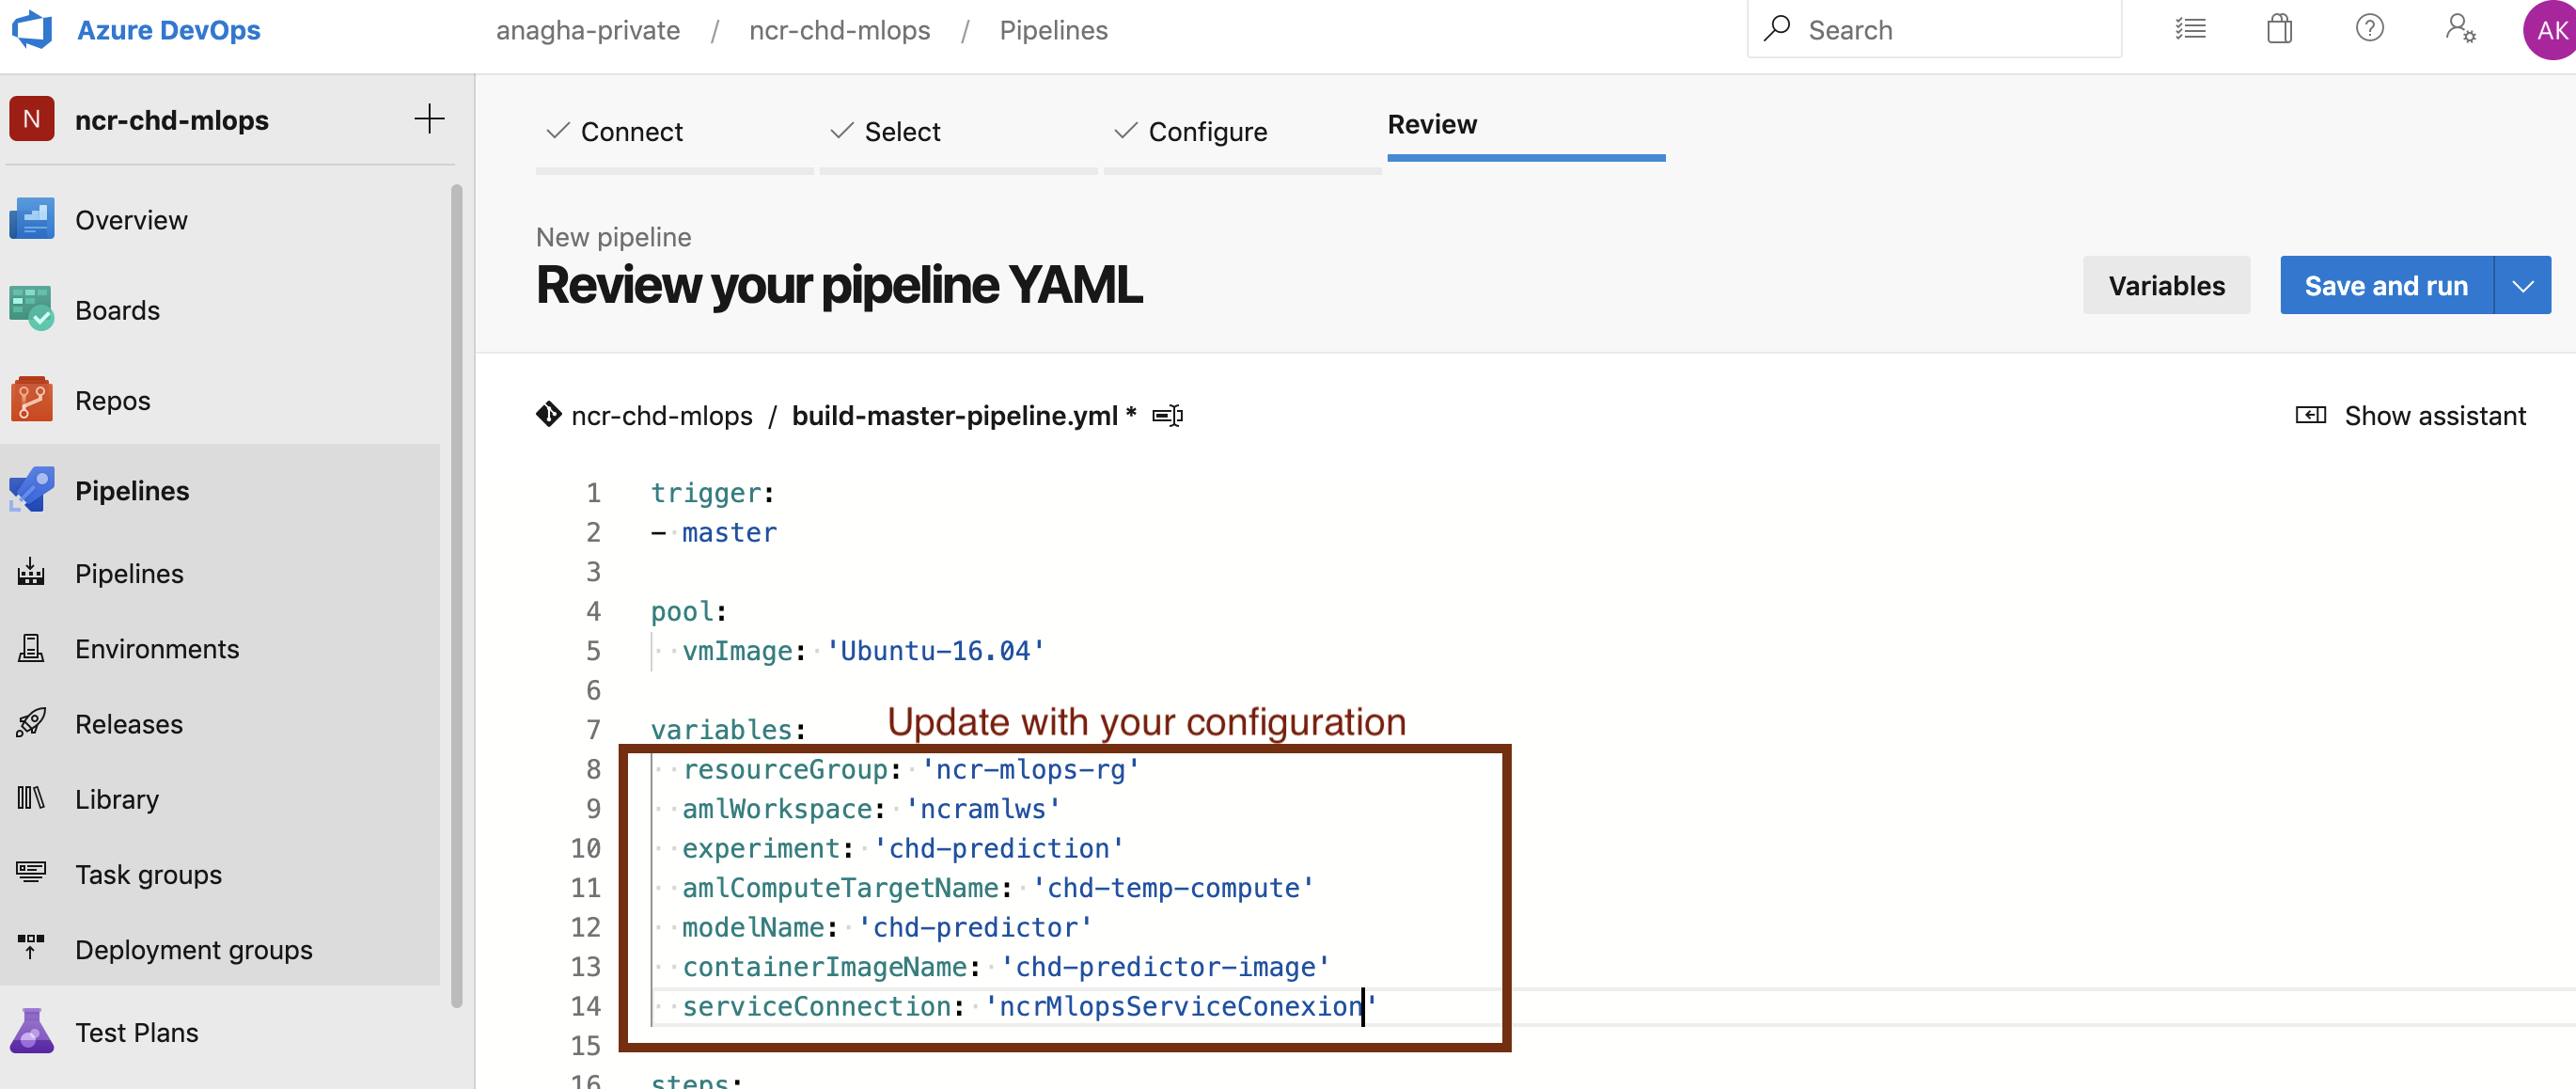 Azure DevOps
anagha-private / ncr-chd-mlops / Pipelines
Search
AK
N ncr-chd-mlops
Overview
Boards
Repos
Pipelines
Pipelines
Environments
Releases
Library
Task groups
Deployment groups
Test Plans
Connect
Select
Configure
Review
New pipeline
Review your pipeline YAML
Variables
Save and run
ncr-chd-mlops / build-master-pipeline.yml *
Show assistant
1 trigger:
2 - master
3
4 pool:
5 vmImage: 'Ubuntu-16.04'
6
Update with your configuration
7 variables:
8 resourceGroup: 'ncr-mlops-rg'
9 amlWorkspace: 'ncramlws'
10 experiment: 'chd-prediction'
11 amlComputeTargetName: 'chd-temp-compute'
12 modelName: 'chd-predictor'
13 containerImageName: 'chd-predictor-image'
14 serviceConnection: 'ncrMlopsServiceConexion'
15
16 steps: